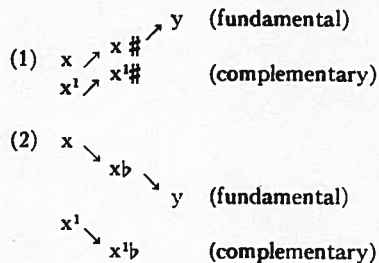 y (fundamental)
(1) x ↗ x♯ ↗
x¹ ↗ x¹♯ (complementary)
(2) x ↘
x♭ ↘
y (fundamental)
x¹ ↘
x¹♭ (complementary)